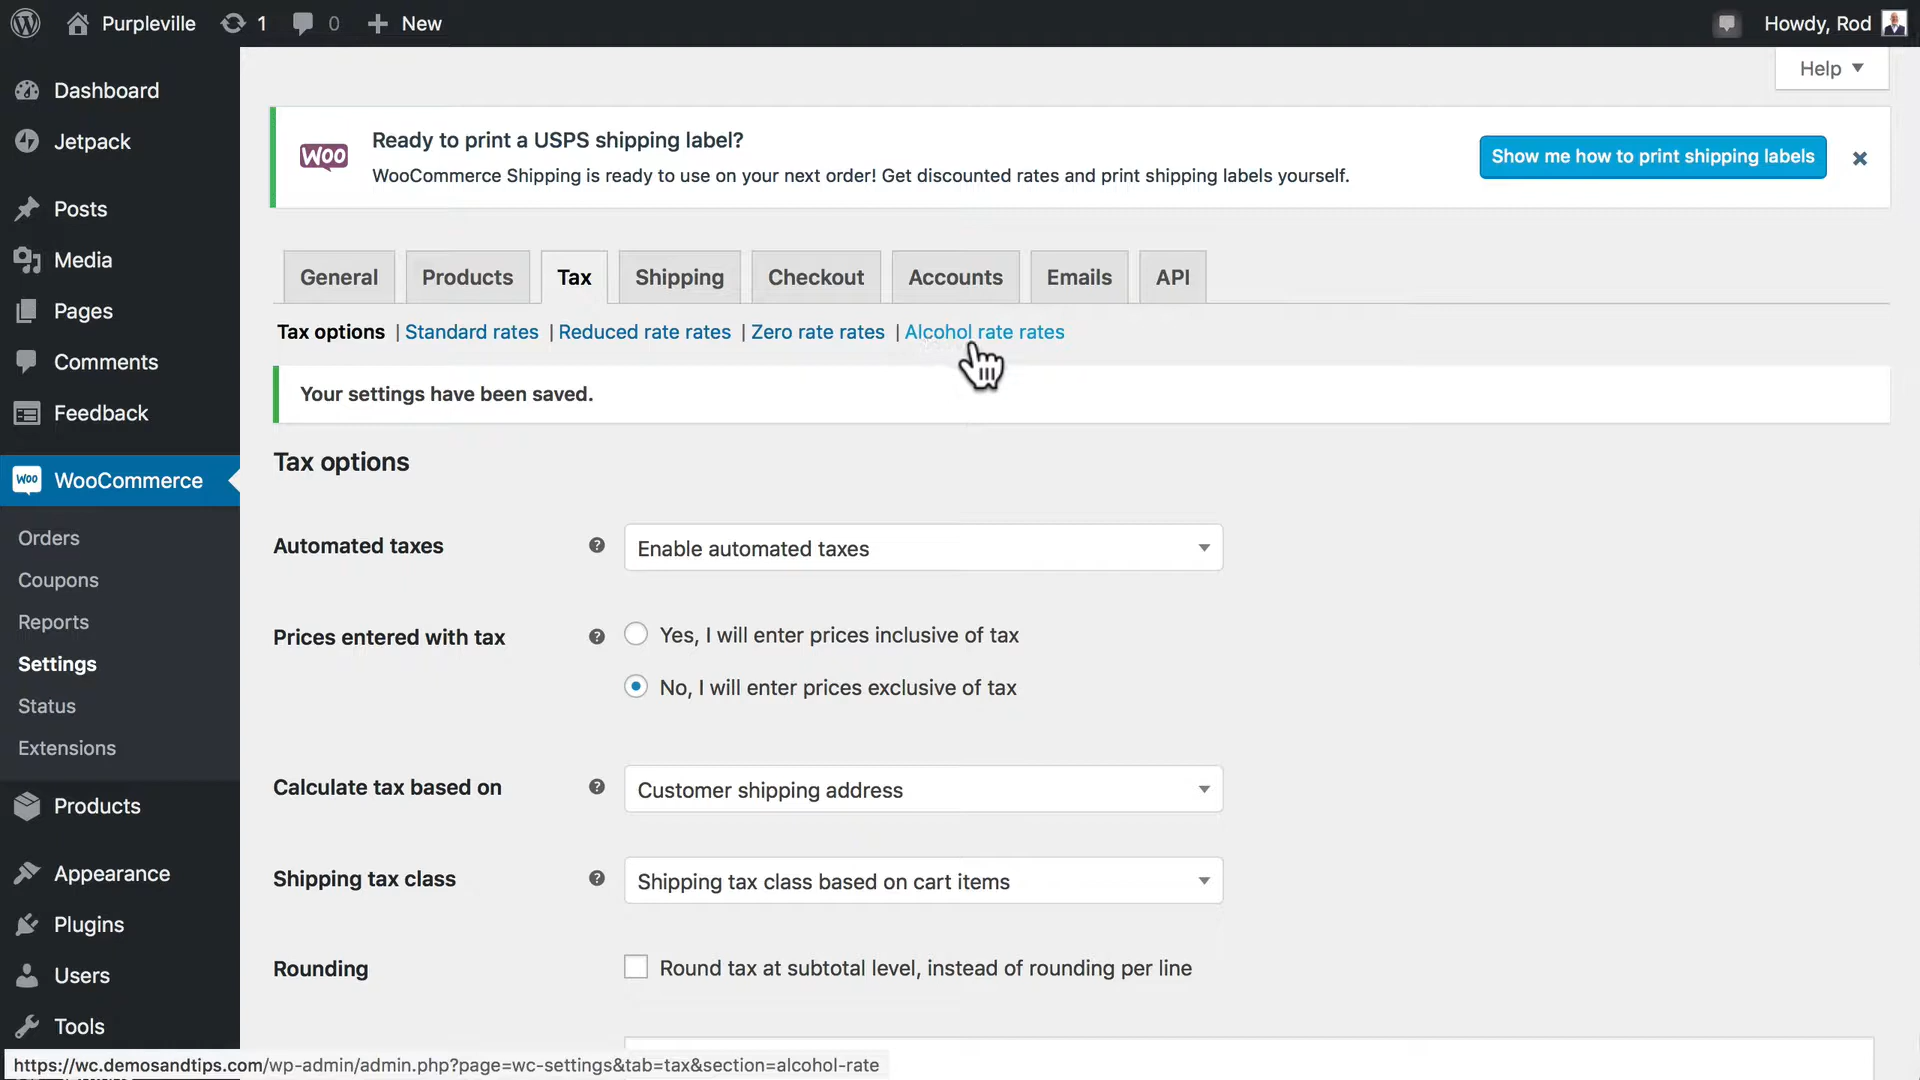 Purpleville 1 0 New Howdy, Rod
Help
Dashboard
Jetpack
Posts
Media
Pages
Comments
Feedback
WOO WooCommerce
Orders
Coupons
Reports
Settings
Status
Extensions
Products
Appearance
Plugins
Users
Tools
WOO
Ready to print a USPS shipping label?
WooCommerce Shipping is ready to use on your next order! Get discounted rates and print shipping labels yourself.
Show me how to print shipping labels
General Products Tax Shipping Checkout Accounts Emails API
Tax options | Standard rates | Reduced rate rates | Zero rate rates | Alcohol rate rates
Your settings have been saved.
Tax options
Automated taxes ? Enable automated taxes
Prices entered with tax ? Yes, I will enter prices inclusive of tax
No, I will enter prices exclusive of tax
Calculate tax based on ? Customer shipping address
Shipping tax class ? Shipping tax class based on cart items
Rounding Round tax at subtotal level, instead of rounding per line
https://wc.demosandtips.com/wp-admin/admin.php?page=wc-settings&tab=tax&section=alcohol-rate